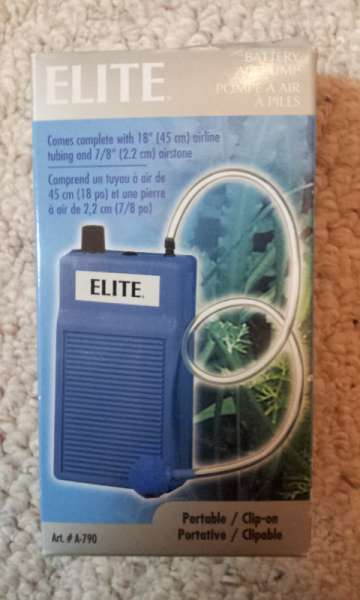 ELITE
BATTERY
AIR PUMP
POMPE À AIR
À PILES
Comes complete with 18" (45 cm) airline
tubing and 7/8" (2.2 cm) airstone
Comprend un tuyau à air de
45 cm (18 po) et une pierre
à air de 2,2 cm (7/8 po)
ELITE
Portable / Clip-on
Portative / Clipable
Art. # A-790